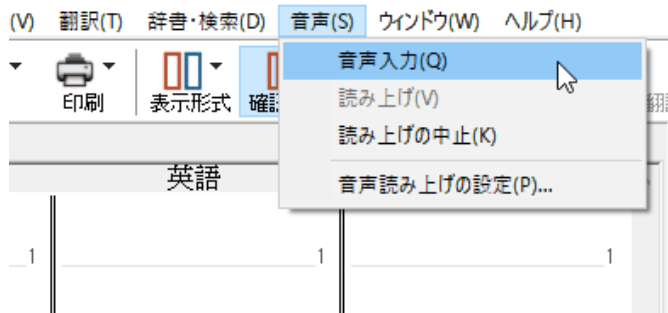 (V) 翻訳(T) 辞書・検索(D) 音声(S) ウィンドウ(W) ヘルプ(H)
音声入力(Q)
印刷 表示形式 確認
読み上げ(V)
読み上げの中止(K)
音声読み上げの設定(P)...
英語
1 1 1